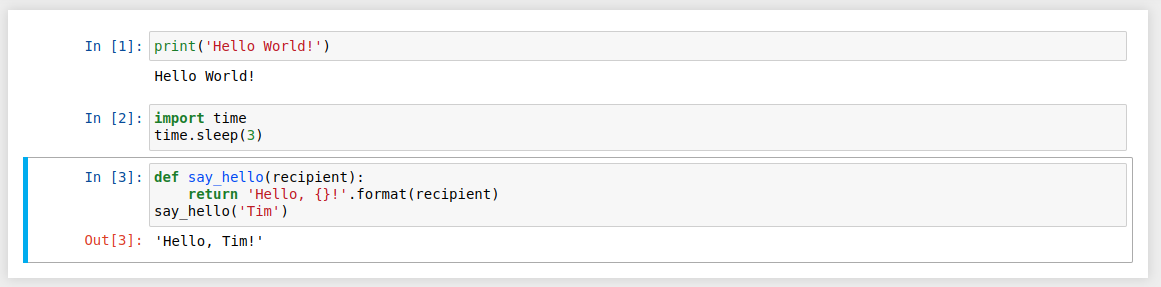 In [1]: print('Hello World!')
Hello World!
In [2]: import time
time.sleep(3)
In [3]: def say_hello(recipient):
    return 'Hello, {}!'.format(recipient)
say_hello('Tim')
Out[3]: 'Hello, Tim!'